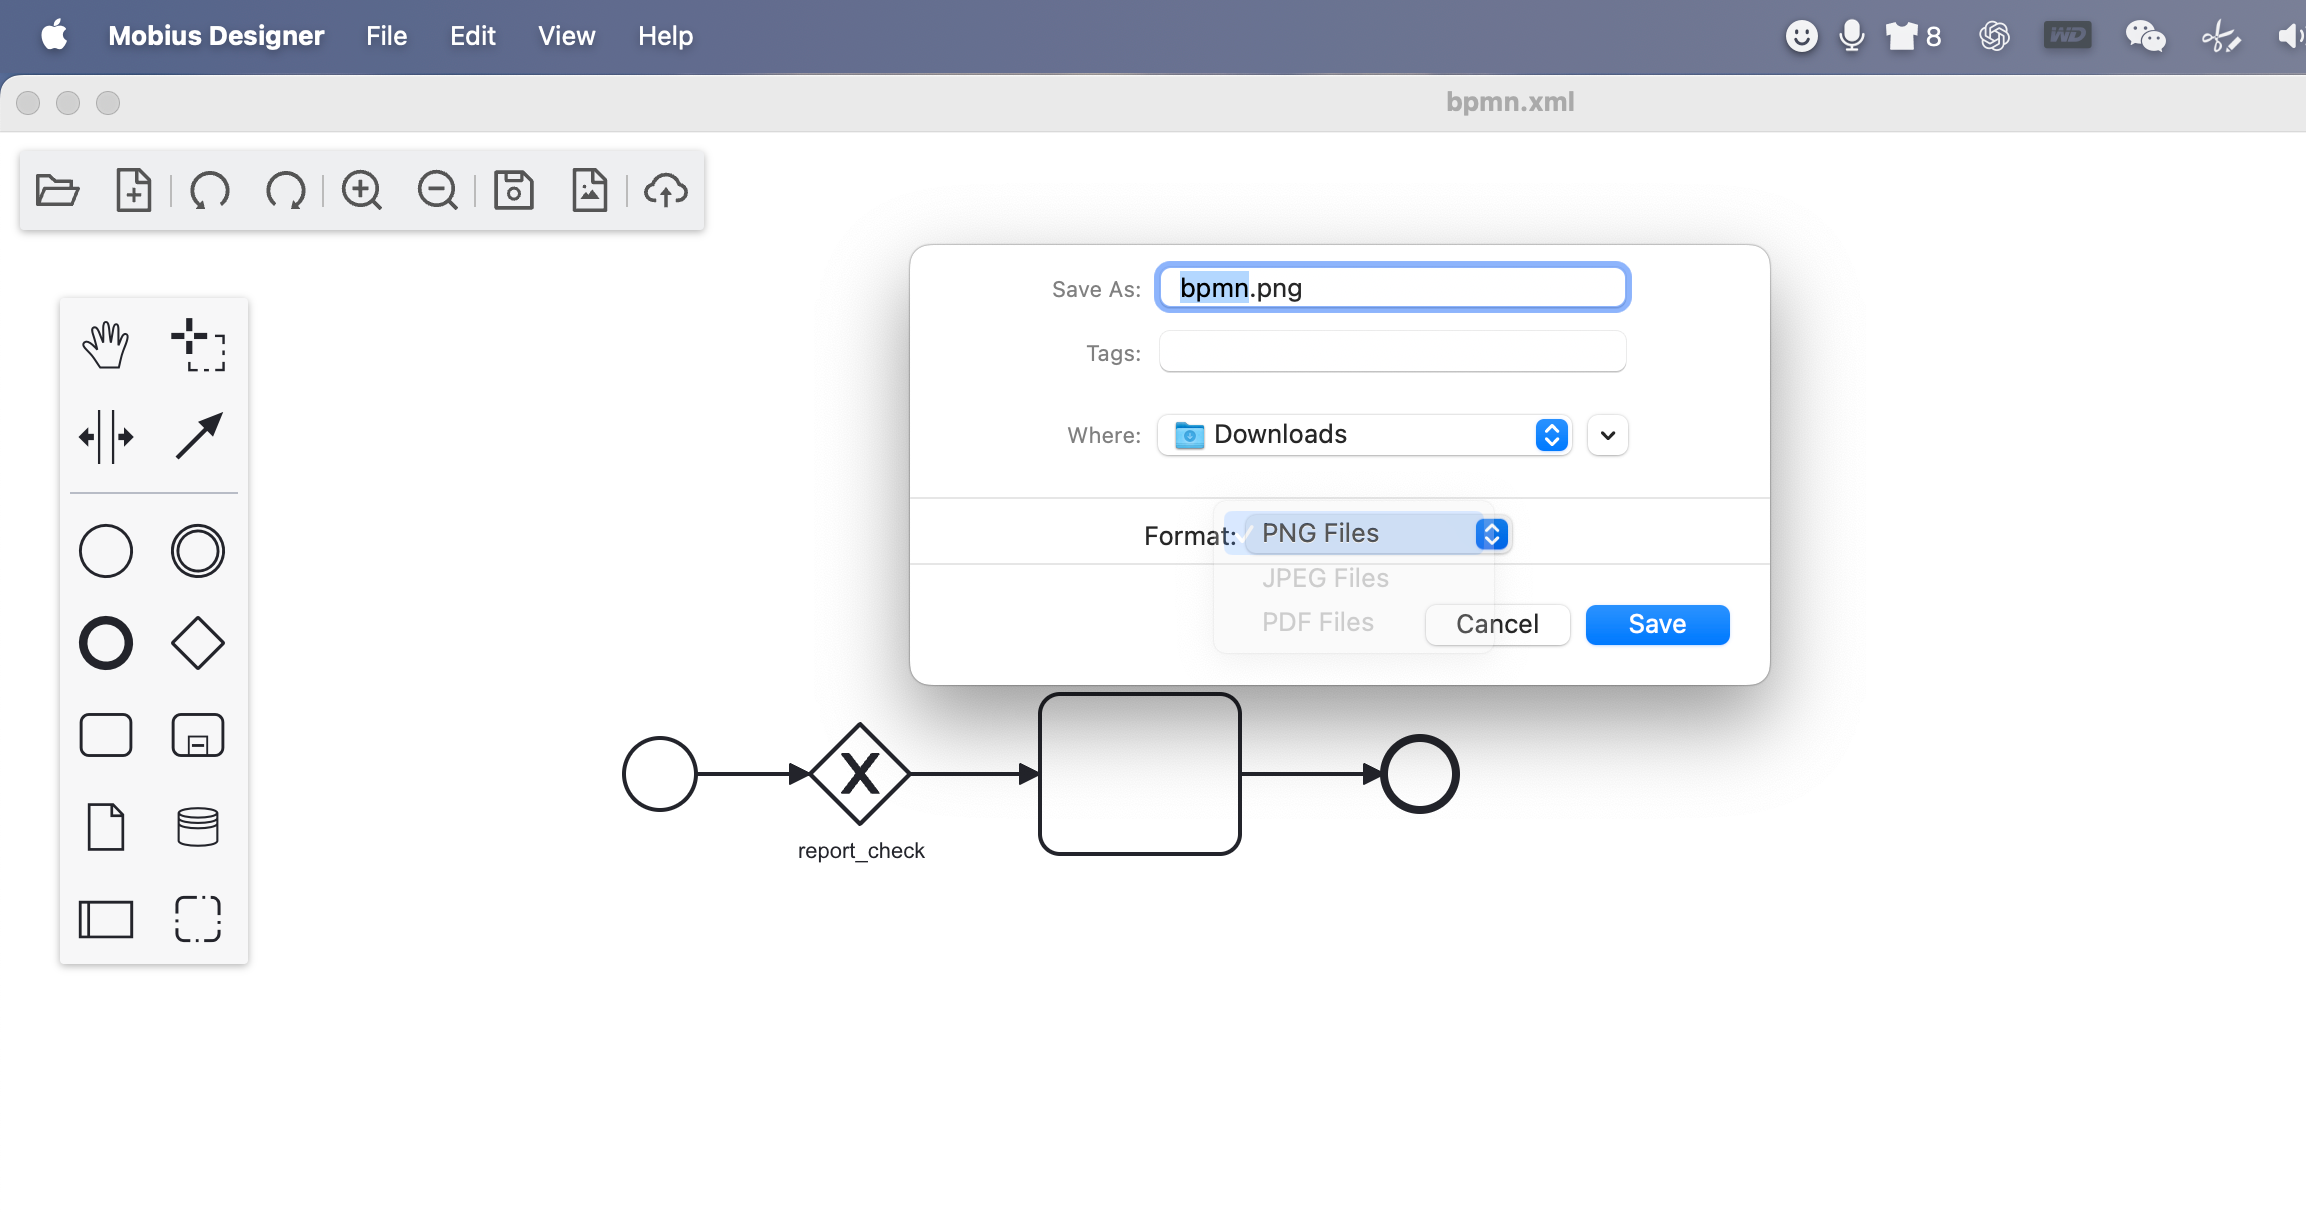 Mobius Designer File Edit View Help 8 WD
bpmn.xml
Save As: bpmn.png
Tags:
Where: Downloads
Format: PNG Files
JPEG Files
PDF Files
Cancel Save
X
report_check